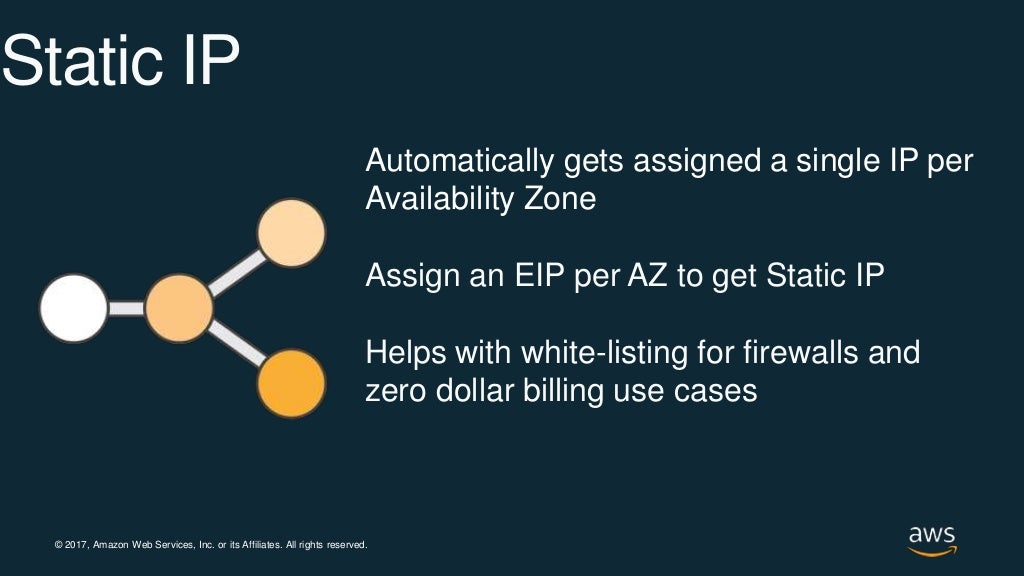 Static IP
Automatically gets assigned a single IP per
Availability Zone
Assign an EIP per AZ to get Static IP
Helps with white-listing for firewalls and
zero dollar billing use cases
© 2017, Amazon Web Services, Inc. or its Affiliates. All rights reserved.
aws